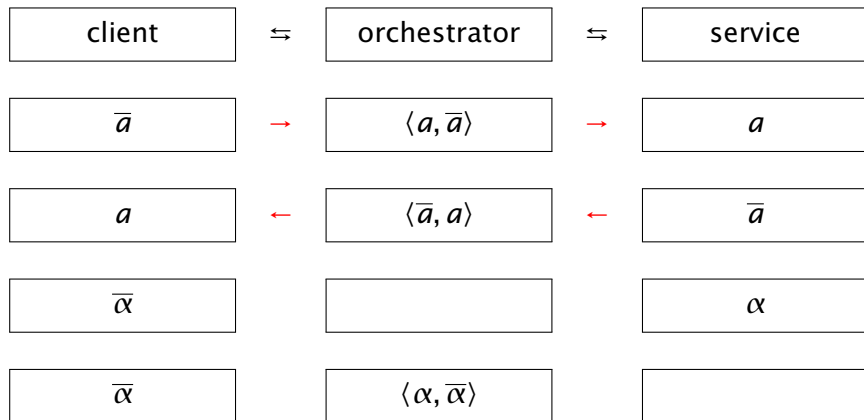 client ⇆ orchestrator ⇆ service
a̅ → ⟨a, a̅⟩ → a
a ← ⟨a̅, a⟩ ← a̅
α̅ α
α̅ ⟨α, α̅⟩